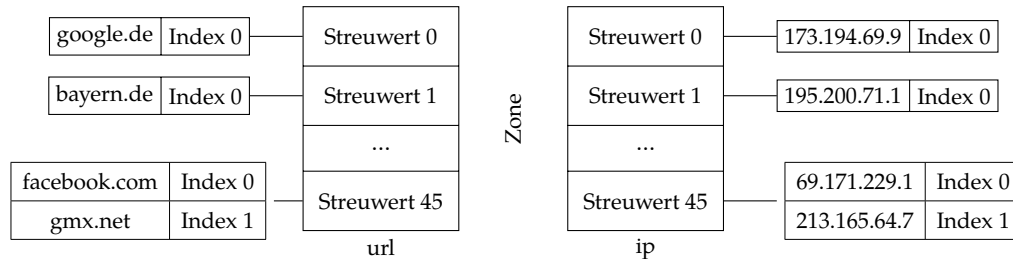 google.de Index 0 Streuwert 0 Streuwert 0 173.194.69.9 Index 0
bayern.de Index 0 Streuwert 1 Streuwert 1 195.200.71.1 Index 0
Zone
... ...
facebook.com Index 0 69.171.229.1 Index 0
Streuwert 45 Streuwert 45
gmx.net Index 1 213.165.64.7 Index 1
url ip